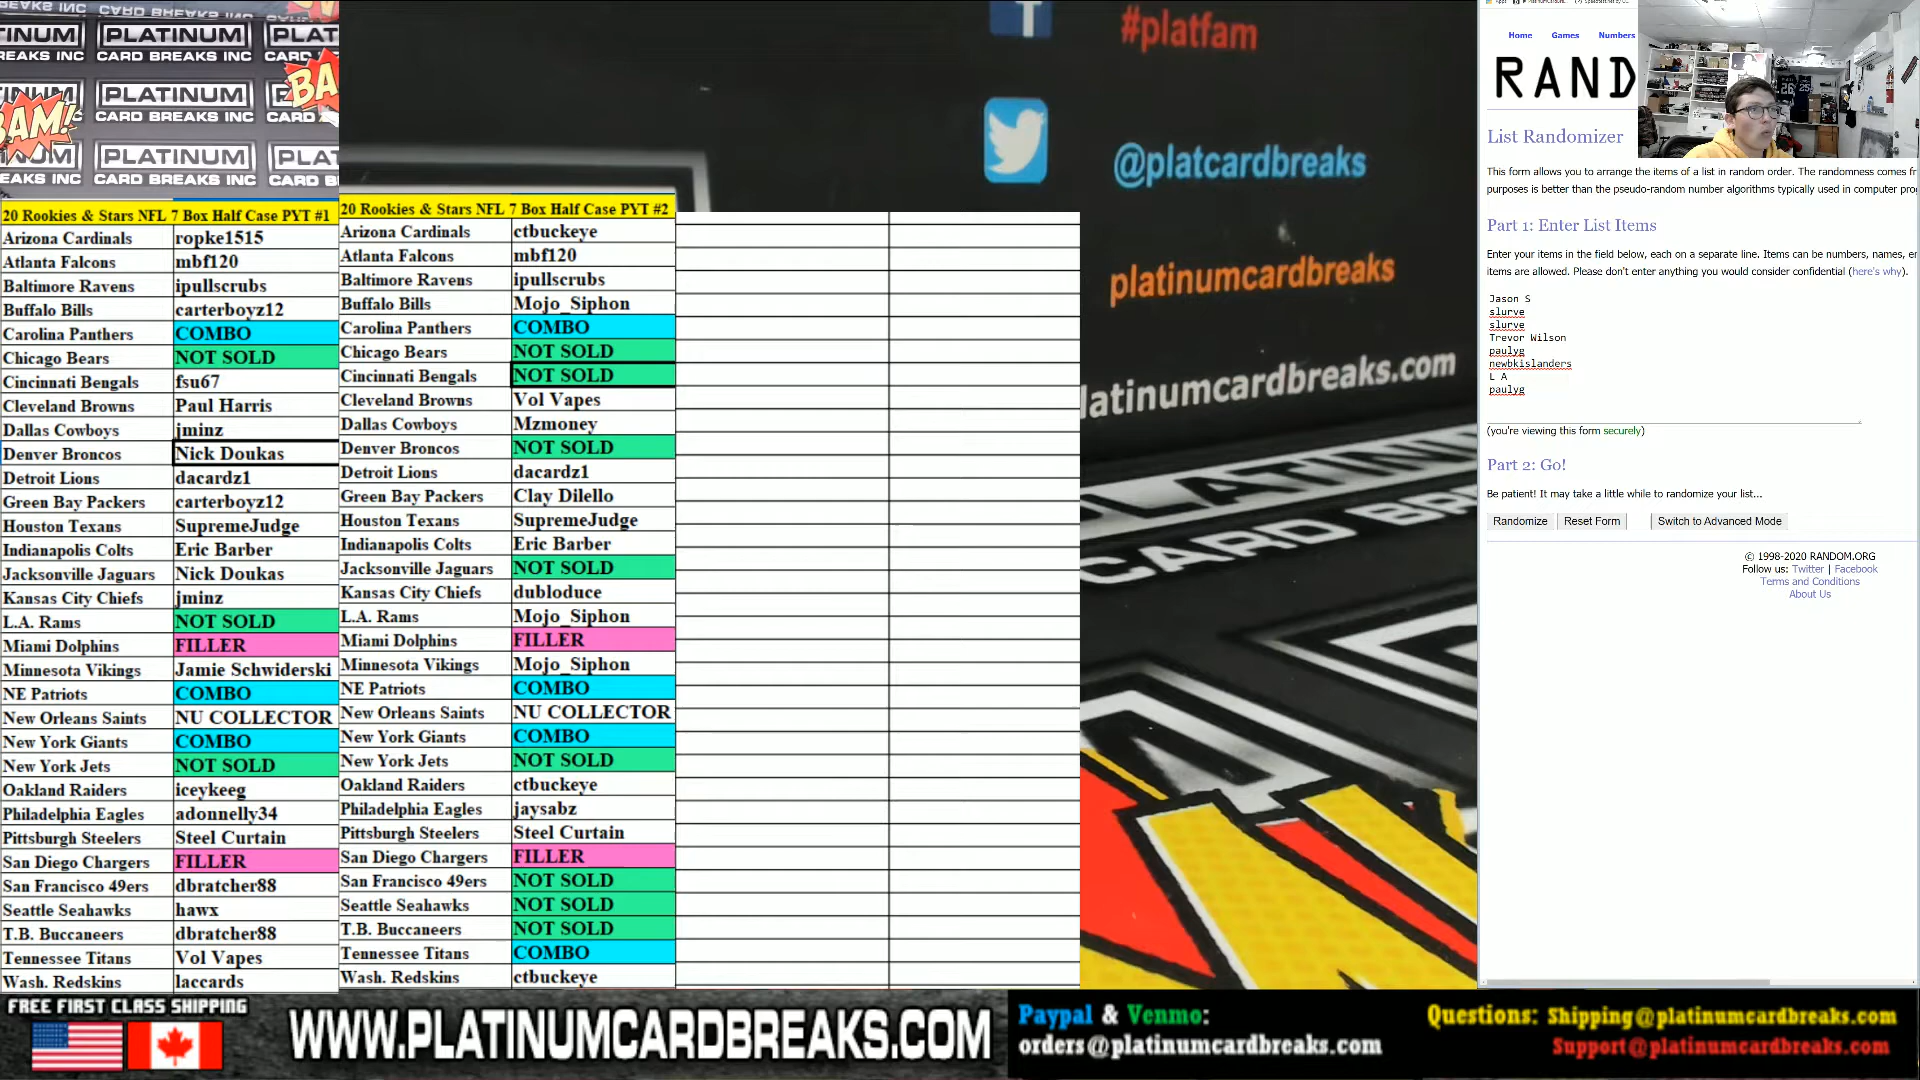 PLATINUM
CARD BREAKS INC
BAM!
PLATINUM
CARD BREAKS INC
PLATINUM
CARD BREAKS INC
20 Rookies & Stars NFL 7 Box Half Case PYT #1
Arizona Cardinals ropke1515
Atlanta Falcons mbf120
Baltimore Ravens ipullscrubs
Buffalo Bills carterboyz12
Carolina Panthers COMBO
Chicago Bears NOT SOLD
Cincinnati Bengals fsu67
Cleveland Browns Paul Harris
Dallas Cowboys jminz
Denver Broncos Nick Doukas
Detroit Lions dacardz1
Green Bay Packers carterboyz12
Houston Texans SupremeJudge
Indianapolis Colts Eric Barber
Jacksonville Jaguars Nick Doukas
Kansas City Chiefs jminz
L.A. Rams NOT SOLD
Miami Dolphins FILLER
Minnesota Vikings Jamie Schwiderski
NE Patriots COMBO
New Orleans Saints NU COLLECTOR
New York Giants COMBO
New York Jets NOT SOLD
Oakland Raiders iceykeeg
Philadelphia Eagles adonnelly34
Pittsburgh Steelers Steel Curtain
San Diego Chargers FILLER
San Francisco 49ers dbratcher88
Seattle Seahawks hawx
T.B. Buccaneers dbratcher88
Tennessee Titans Vol Vapes
Wash. Redskins laccards
20 Rookies & Stars NFL 7 Box Half Case PYT #2
Arizona Cardinals ctbuckeye
Atlanta Falcons mbf120
Baltimore Ravens ipullscrubs
Buffalo Bills Mojo_Siphon
Carolina Panthers COMBO
Chicago Bears NOT SOLD
Cincinnati Bengals NOT SOLD
Cleveland Browns Vol Vapes
Dallas Cowboys Mzmoney
Denver Broncos NOT SOLD
Detroit Lions dacardz1
Green Bay Packers Clay Dilello
Houston Texans SupremeJudge
Indianapolis Colts Eric Barber
Jacksonville Jaguars NOT SOLD
Kansas City Chiefs dubloduce
L.A. Rams Mojo_Siphon
Miami Dolphins FILLER
Minnesota Vikings Mojo_Siphon
NE Patriots COMBO
New Orleans Saints NU COLLECTOR
New York Giants COMBO
New York Jets NOT SOLD
Oakland Raiders ctbuckeye
Philadelphia Eagles jaysabz
Pittsburgh Steelers Steel Curtain
San Diego Chargers FILLER
San Francisco 49ers NOT SOLD
Seattle Seahawks NOT SOLD
T.B. Buccaneers NOT SOLD
Tennessee Titans COMBO
Wash. Redskins ctbuckeye
#platfam
@platcardbreaks
platinumcardbreaks
latinumcardbreaks.com
PLATINUM
CARD BRE
Home Games Numbers
RAND
List Randomizer
This form allows you to arrange the items of a list in random order. The randomness comes fr
purposes is better than the pseudo-random number algorithms typically used in computer pro
Part 1: Enter List Items
Enter your items in the field below, each on a separate line. Items can be numbers, names, e
items are allowed. Please don't enter anything you would consider confidential (here's why).
Jason S
slurve
slurve
Trevor Wilson
paulyg
newbkislanders
L A
paulyg
(you're viewing this form securely)
Part 2: Go!
Be patient! It may take a little while to randomize your list...
Randomize Reset Form Switch to Advanced Mode
© 1998-2020 RANDOM.ORG
Follow us: Twitter | Facebook
Terms and Conditions
About Us
FREE FIRST CLASS SHIPPING
WWW.PLATINUMCARDBREAKS.COM
Paypal & Venmo:
orders@platinumcardbreaks.com
Questions: Shipping@platinumcardbreaks.com
Support@platinumcardbreaks.com